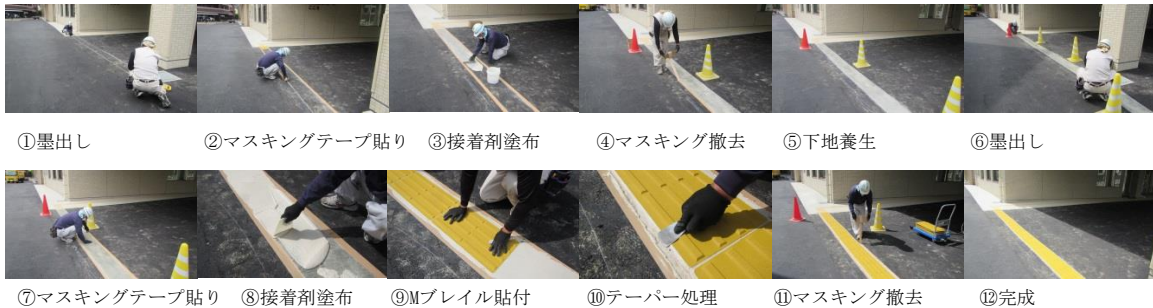 ①墨出し ②マスキングテープ貼り ③接着剤塗布 ④マスキング撤去 ⑤下地養生 ⑥墨出し
⑦マスキングテープ貼り ⑧接着剤塗布 ⑨Mブレイル貼付 ⑩テーパー処理 ⑪マスキング撤去 ⑫完成